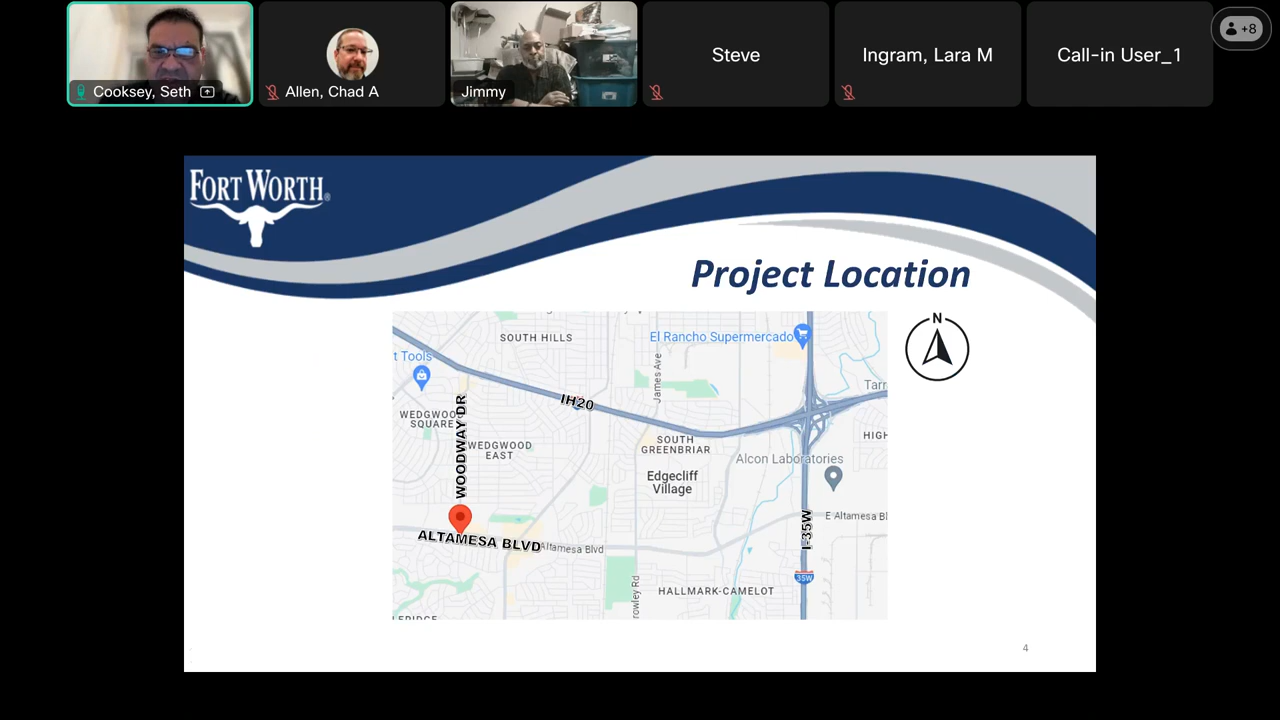 Cooksey, Seth
Allen, Chad A
Jimmy
Steve
Ingram, Lara M
Call-in User_1
+8
FORT WORTH®
Project Location
N
SOUTH HILLS
El Rancho Supermercado
t Tools
James Ave
Tarr
IH20
WEDGWOOD
SQUARE
WOODWAY DR
WEDGWOOD
EAST
SOUTH
GREENBRIAR
HIGH
Alcon Laboratories
Edgecliff
Village
I-35W
E Altamesa Bl
ALTAMESA BLVD
Altamesa Blvd
35W
rowley Rd
HALLMARK-CAMELOT
4